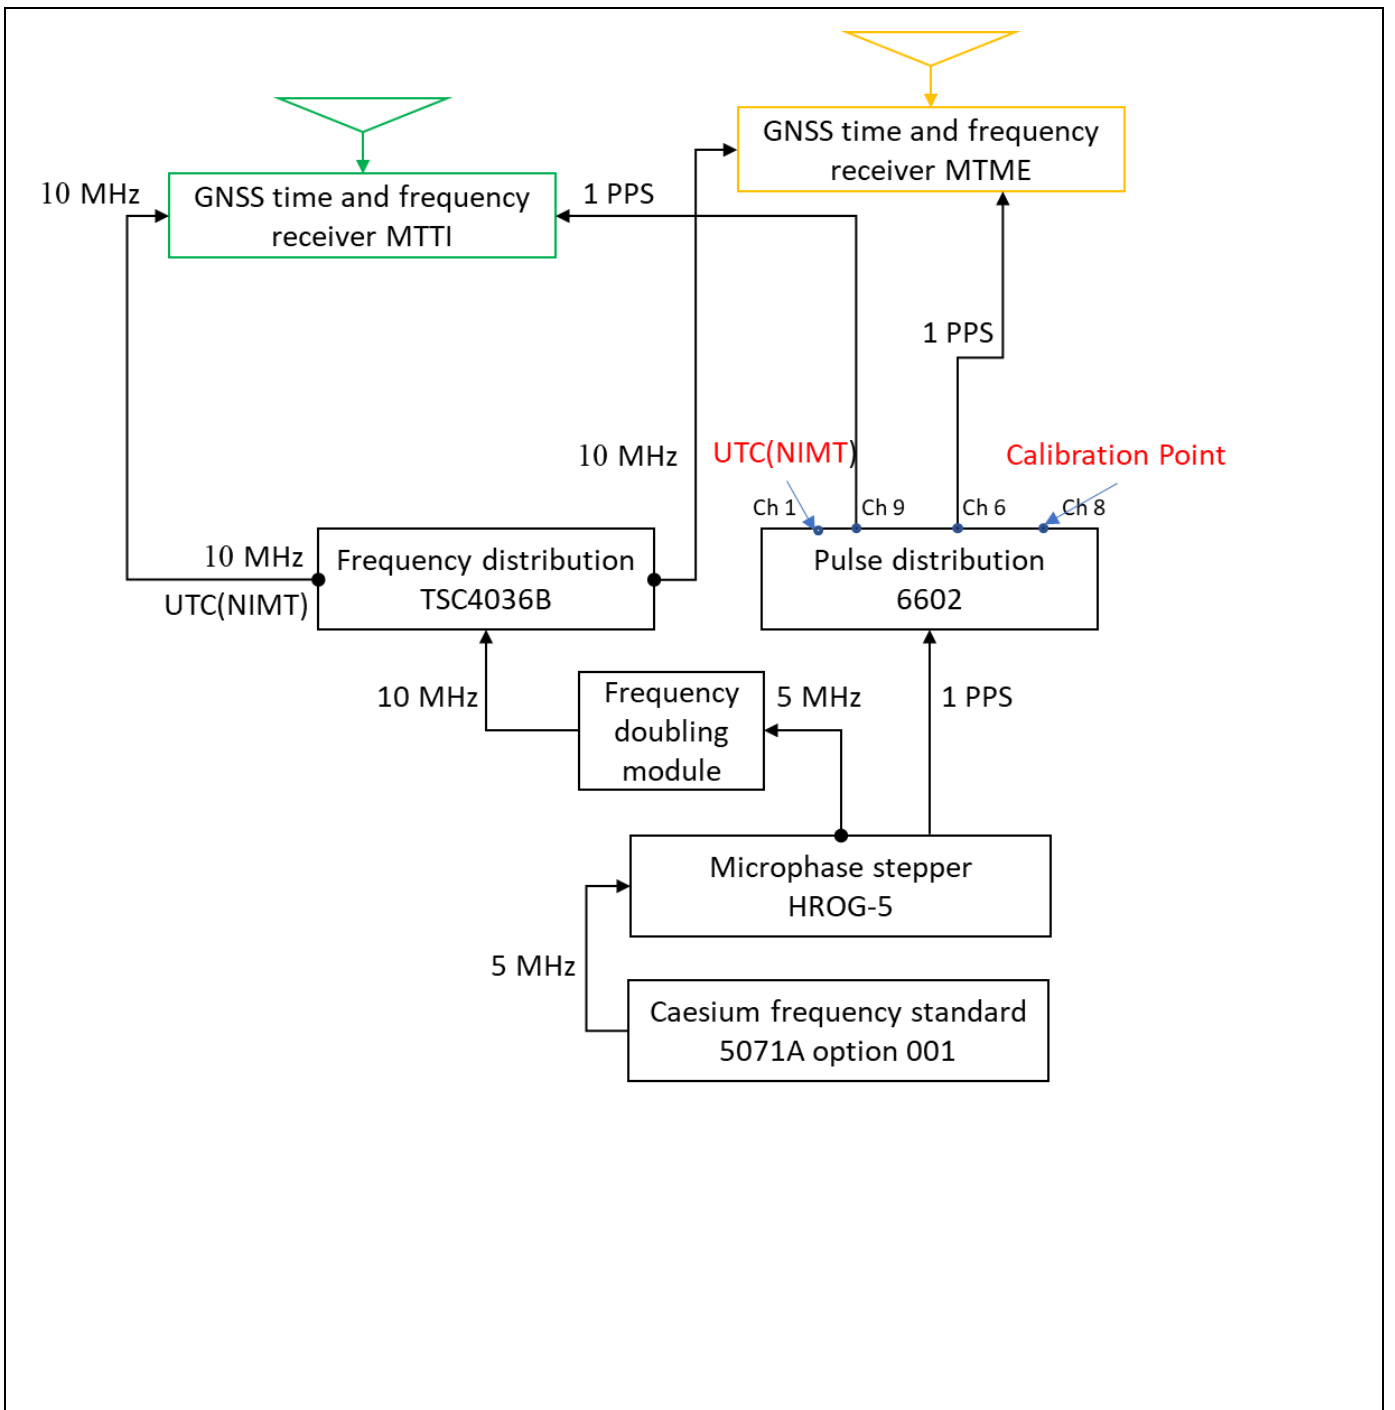 GNSS time and frequency
receiver MTME
10 MHz
GNSS time and frequency
receiver MTTI
1 PPS
1 PPS
10 MHz
UTC(NIMT)
Calibration Point
Ch 1
Ch 9
Ch 6
Ch 8
10 MHz
UTC(NIMT)
Frequency distribution
TSC4036B
Pulse distribution
6602
10 MHz
Frequency
doubling
module
5 MHz
1 PPS
Microphase stepper
HROG-5
5 MHz
Caesium frequency standard
5071A option 001